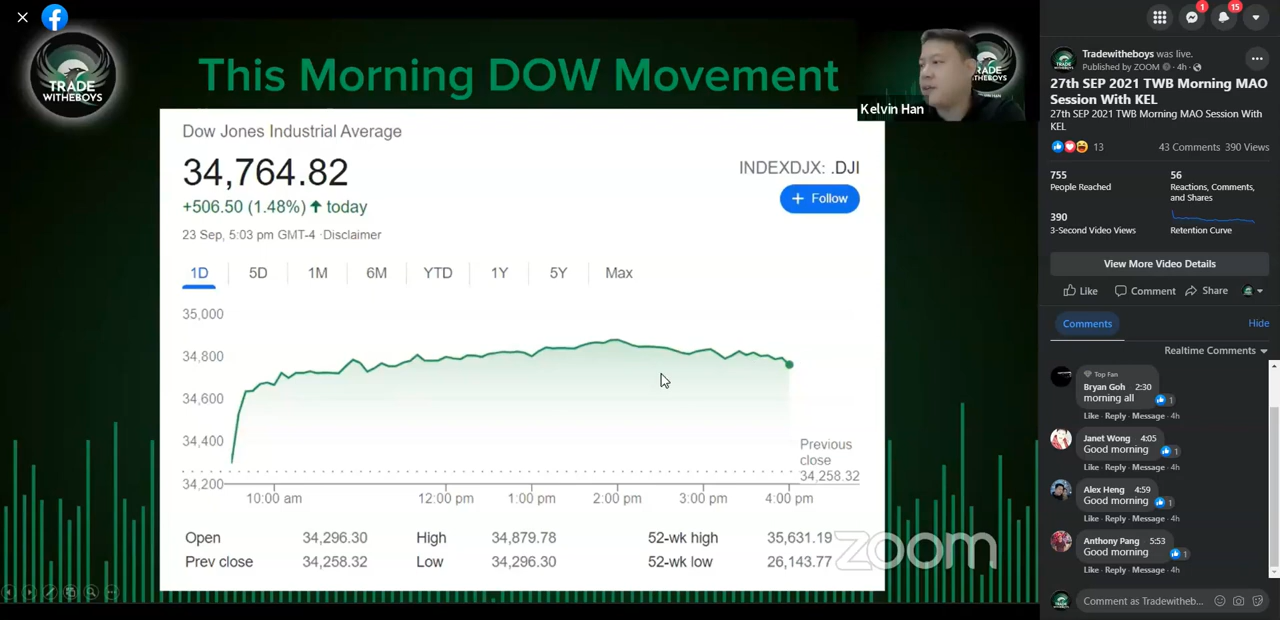 This Morning DOW Movement
TRADE
WITHEBOYS
Kelvin Han
Dow Jones Industrial Average
34,764.82
INDEXDJX: .DJI
+506.50 (1.48%) ↑ today
+ Follow
23 Sep, 5:03 pm GMT-4 · Disclaimer
1D 5D 1M 6M YTD 1Y 5Y Max
35,000
34,800
34,600
34,400
34,200
Previous
close
34,258.32
10:00 am 12:00 pm 1:00 pm 2:00 pm 3:00 pm 4:00 pm
Open 34,296.30 High 34,879.78 52-wk high 35,631.19
Prev close 34,258.32 Low 34,296.30 52-wk low 26,143.77
zoom
1 15
Tradewitheboys was live.
Published by ZOOM · 4h ·
27th SEP 2021 TWB Morning MAO
Session With KEL
27th SEP 2021 TWB Morning MAO Session With
KEL
13 43 Comments 390 Views
755 56
People Reached Reactions, Comments,
and Shares
390
3-Second Video Views Retention Curve
View More Video Details
Like Comment Share
Comments Hide
Realtime Comments
Top Fan
Bryan Goh 2:30
morning all
1
Like · Reply · Message · 4h
Janet Wong 4:05
Good morning
1
Like · Reply · Message · 4h
Alex Heng 4:59
Good morning
1
Like · Reply · Message · 4h
Anthony Pang 5:53
Good morning
1
Like · Reply · Message · 4h
Comment as Tradewitheb...